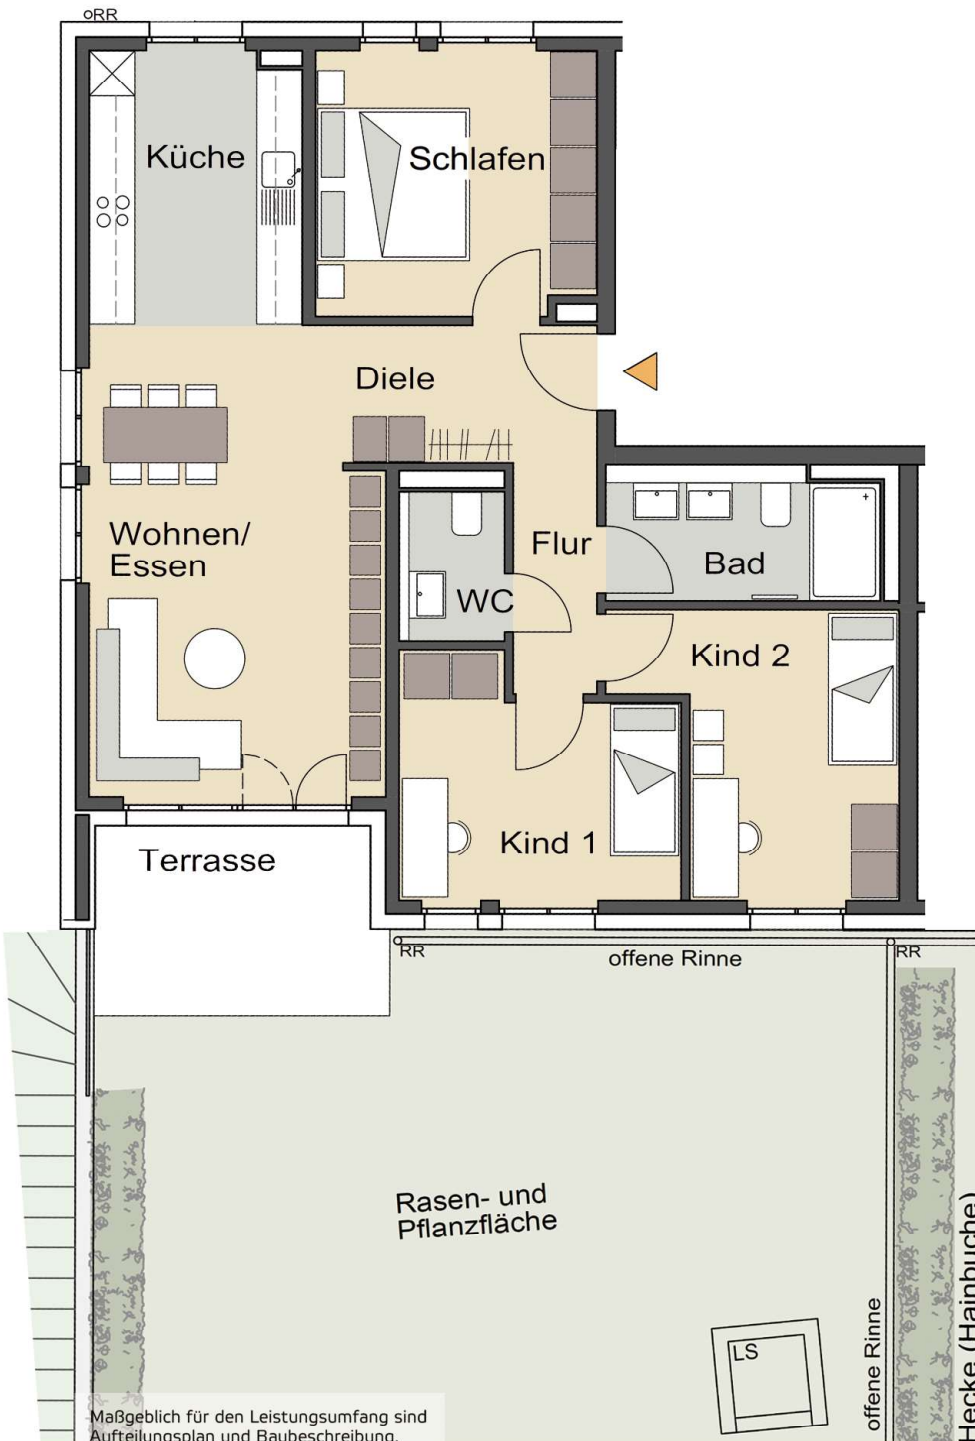 RR
Küche
Schlafen
Diele
Wohnen/
Essen
Flur
Bad
WC
Kind 2
Kind 1
Terrasse
RR
offene Rinne
RR
Rasen- und
Pflanzfläche
LS
offene Rinne
Hecke (Hainbuche)
Maßgeblich für den Leistungsumfang sind
Aufteilungsplan und Baubeschreibung.